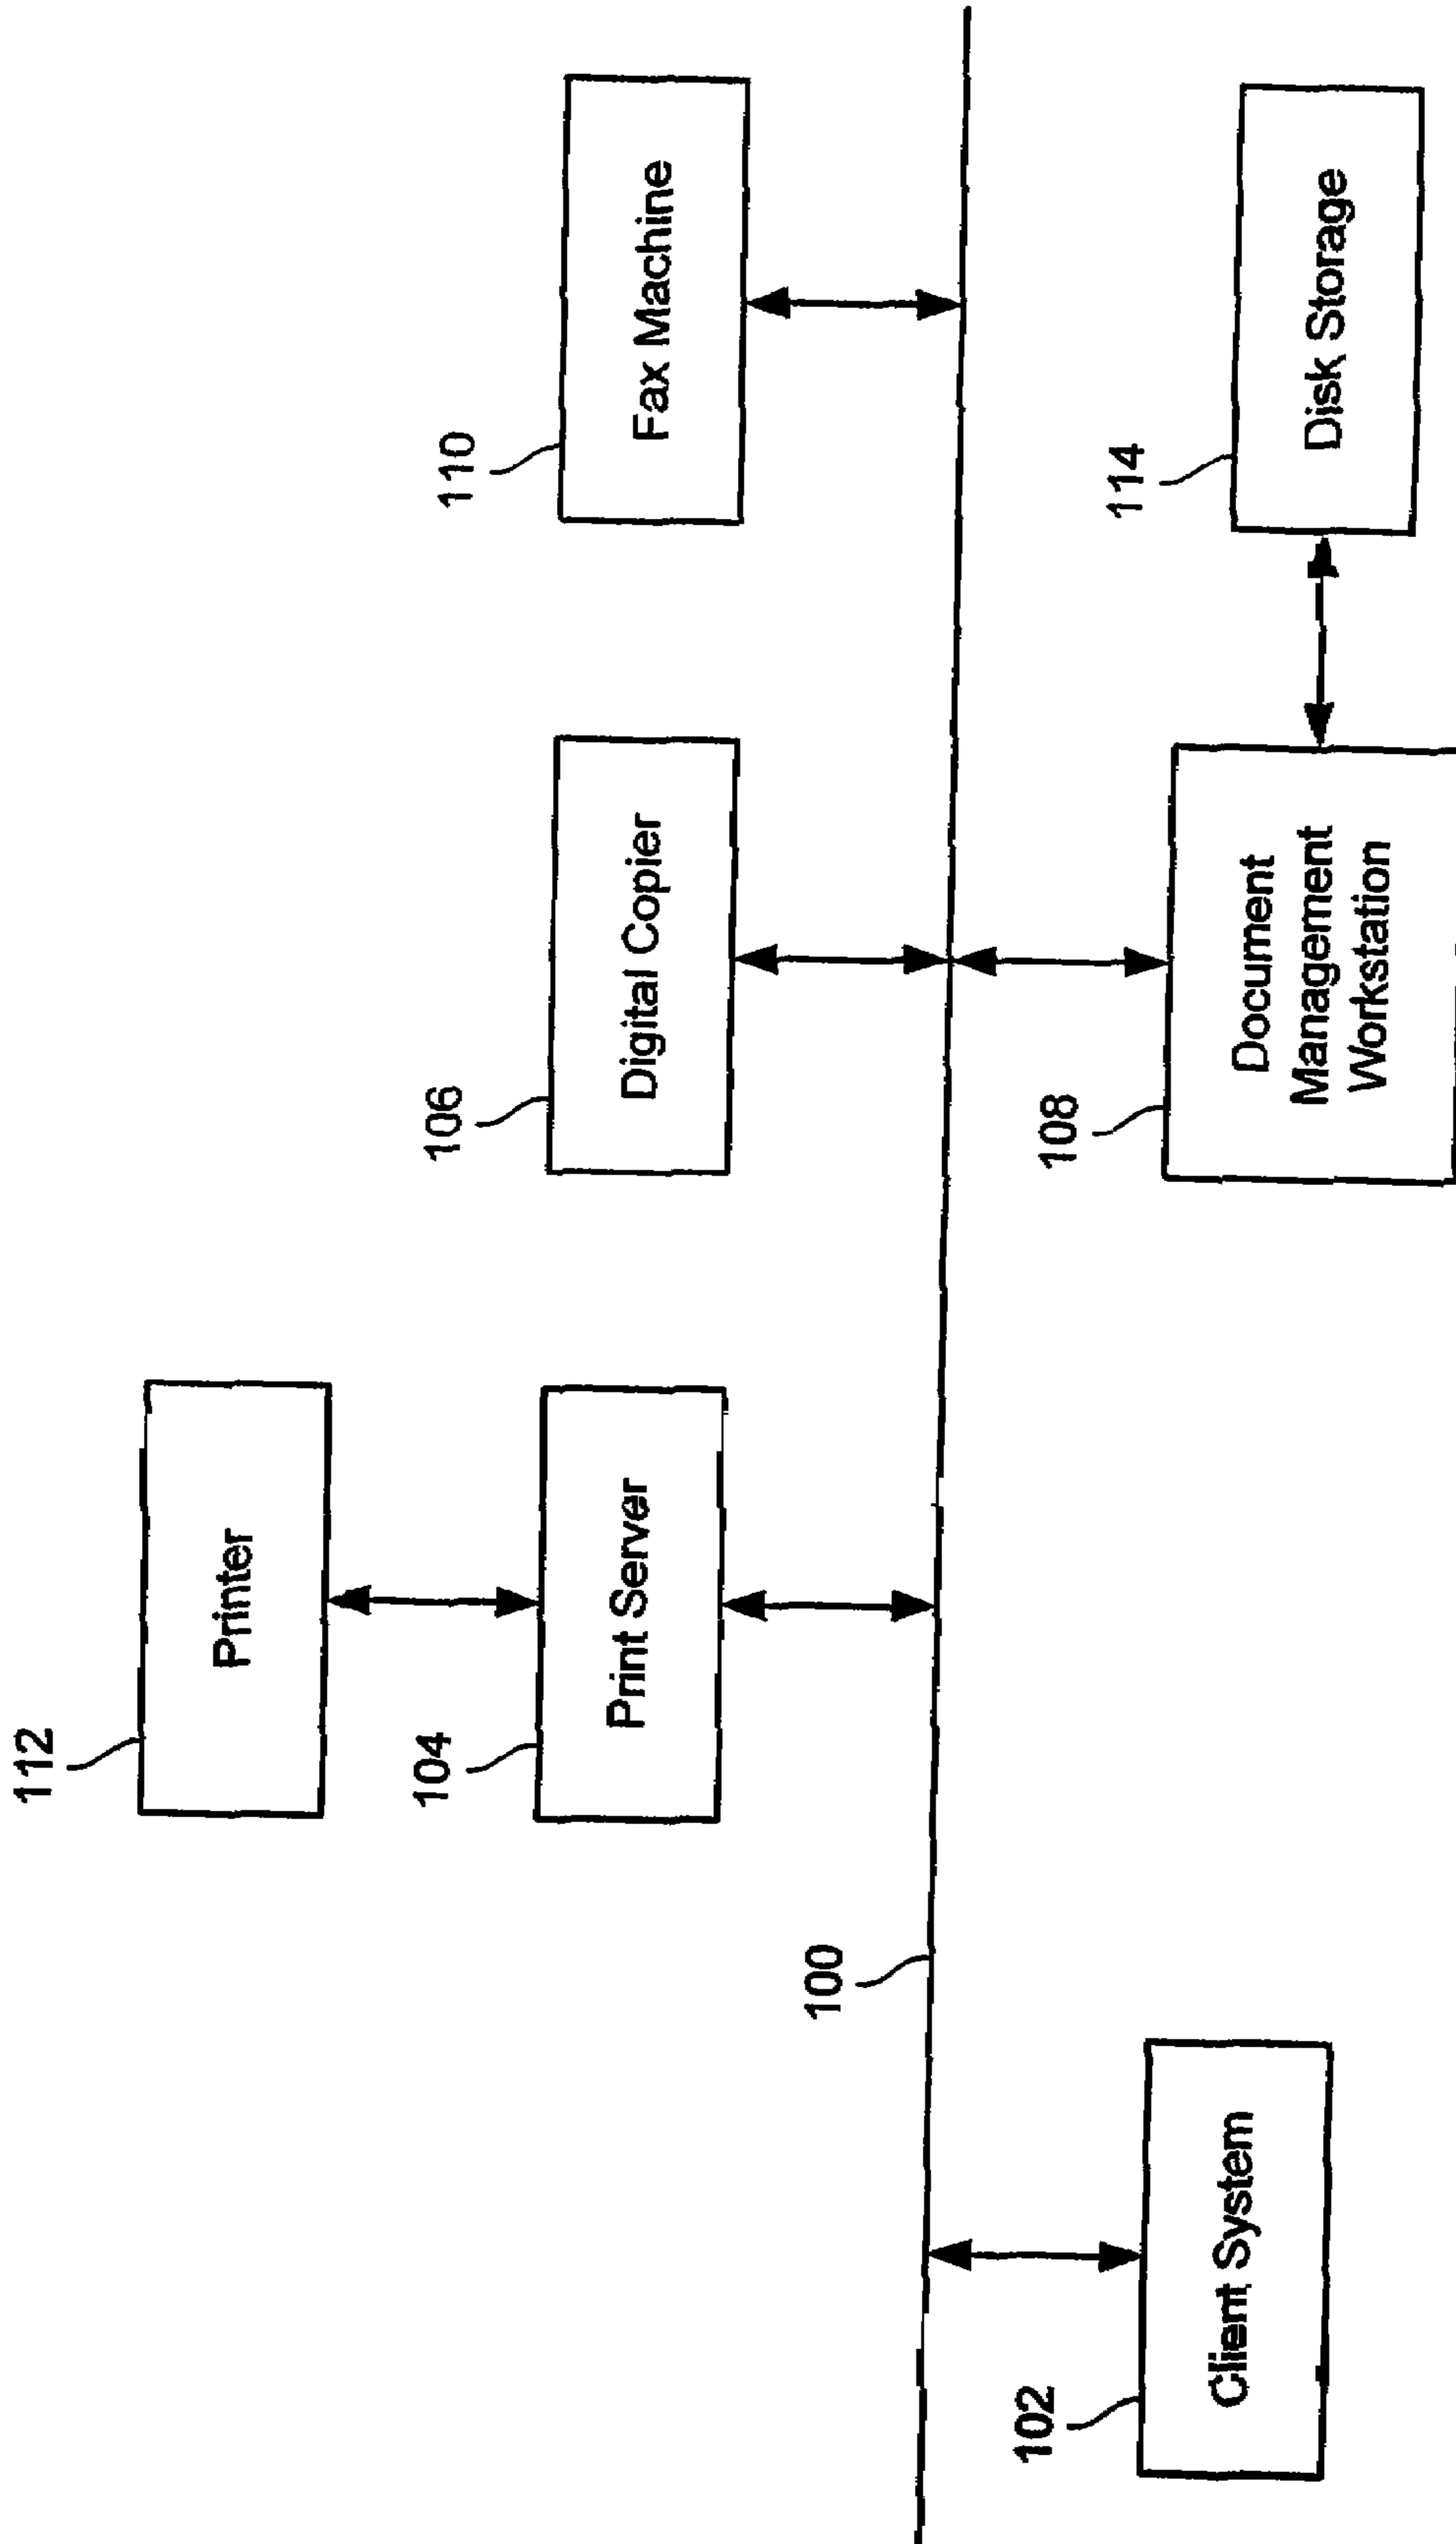 112
Printer
104
Print Server
106
Digital Copier
110
Fax Machine
100
102
Client System
108
Document
Management
Workstation
114
Disk Storage